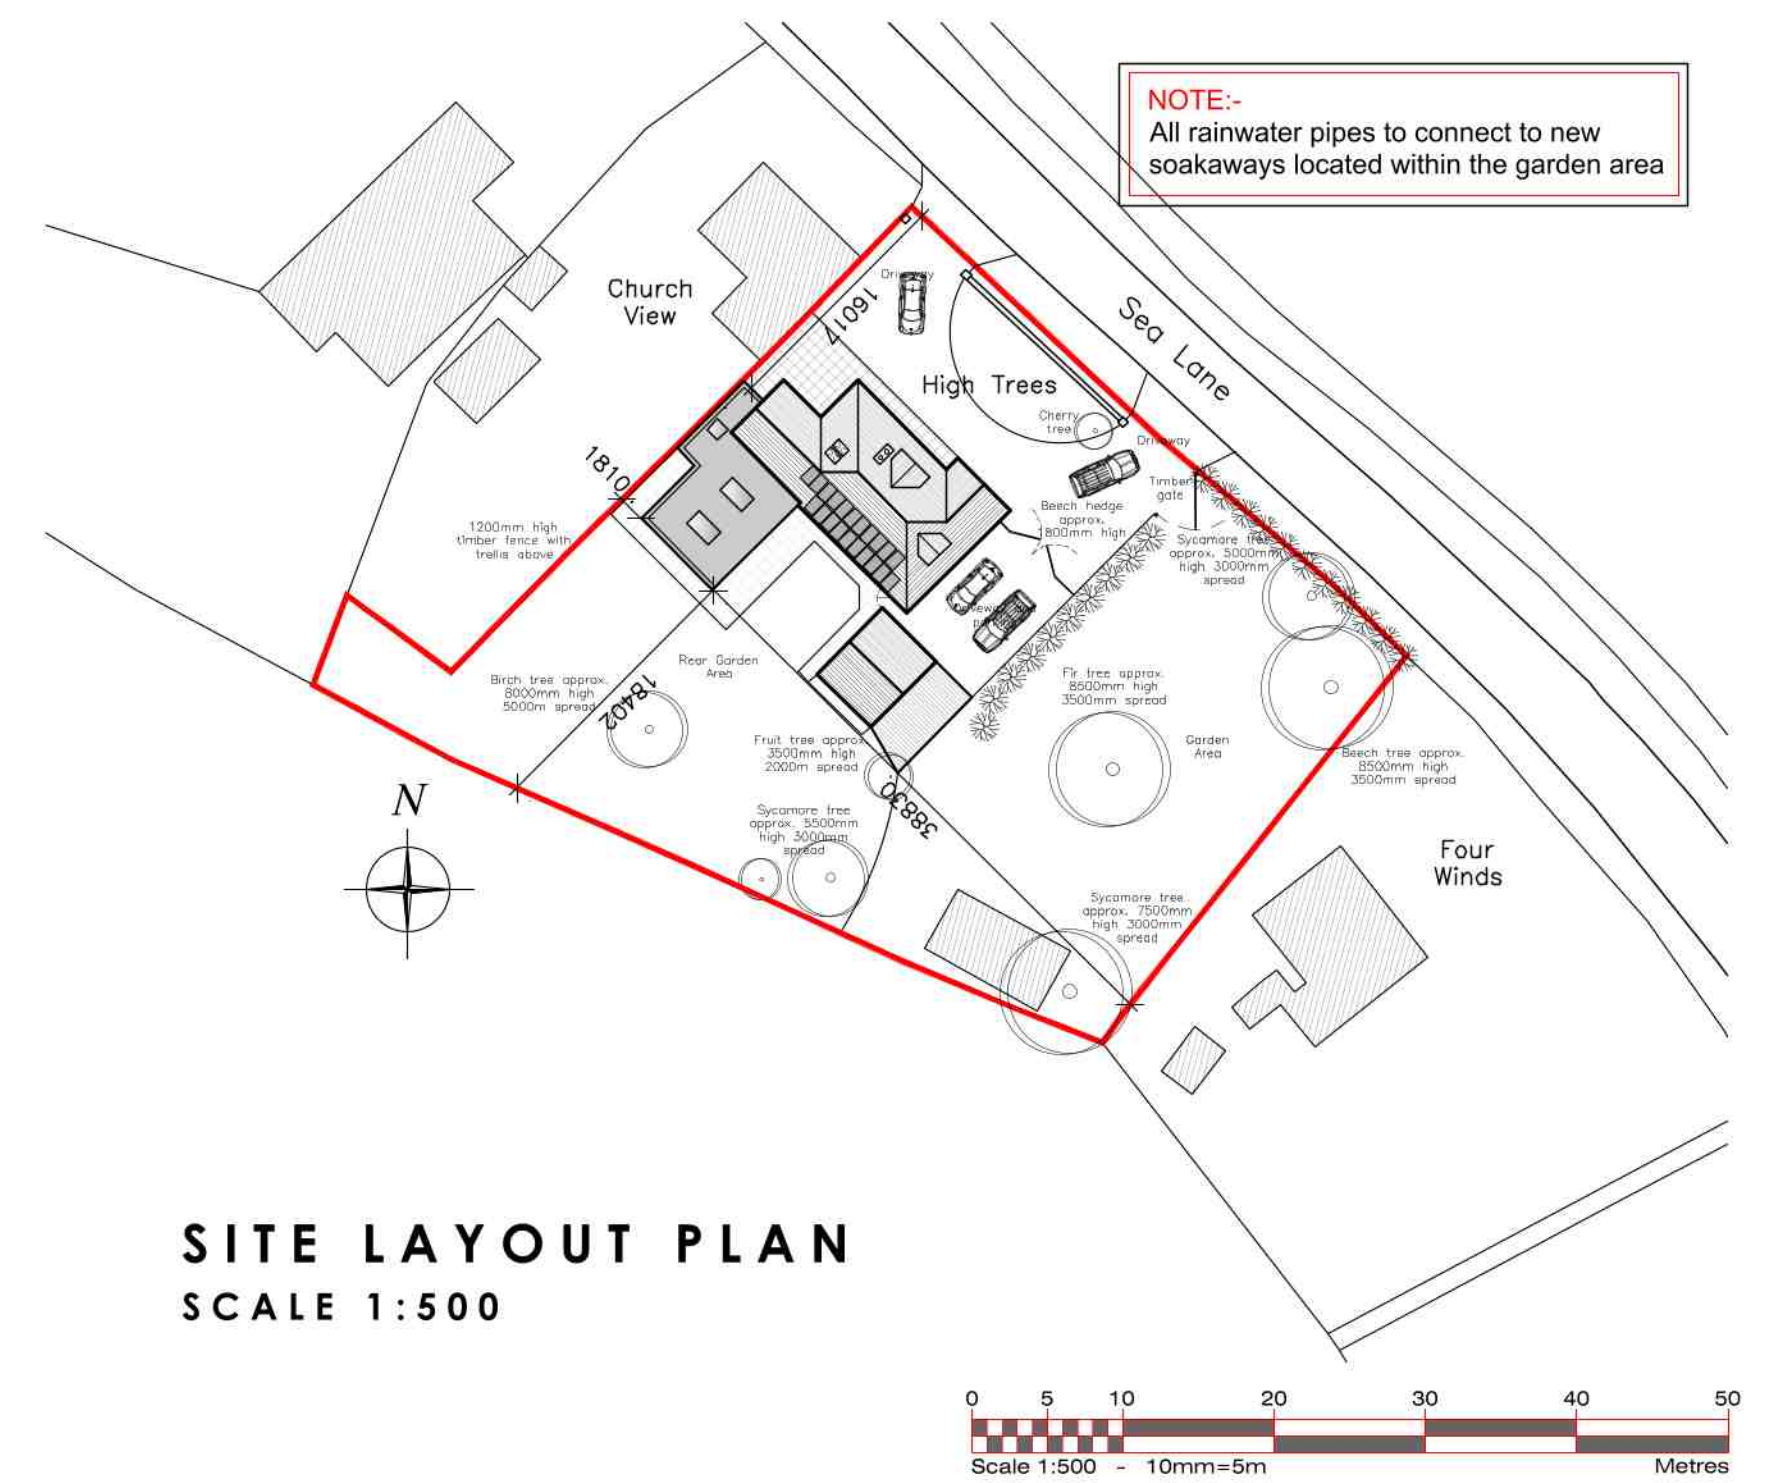 NOTE:-
All rainwater pipes to connect to new
soakaways located within the garden area
Church
View
Driveway
16017
Sea Lane
High Trees
Cherry
tree
Driveway
Timber
gate
Beech hedge
approx.
1800mm high
Sycamore tree
approx. 5000mm
high 3000mm
spread
1810
1200mm high
timber fence with
trellis above
Rear Garden
Area
Birch tree approx.
8000mm high
5000m spread
18402
Fir tree approx.
8500mm high
3500mm spread
Garden
Area
Fruit tree approx.
3500mm high
2000m spread
38830
Beech tree approx.
8500mm high
3500mm spread
Sycamore tree
approx. 5500mm
high 3000mm
spread
N
Four
Winds
Sycamore tree
approx. 7500mm
high 3000mm
spread
SITE LAYOUT PLAN
SCALE 1:500
0 5 10 20 30 40 50
Scale 1:500 - 10mm=5m Metres